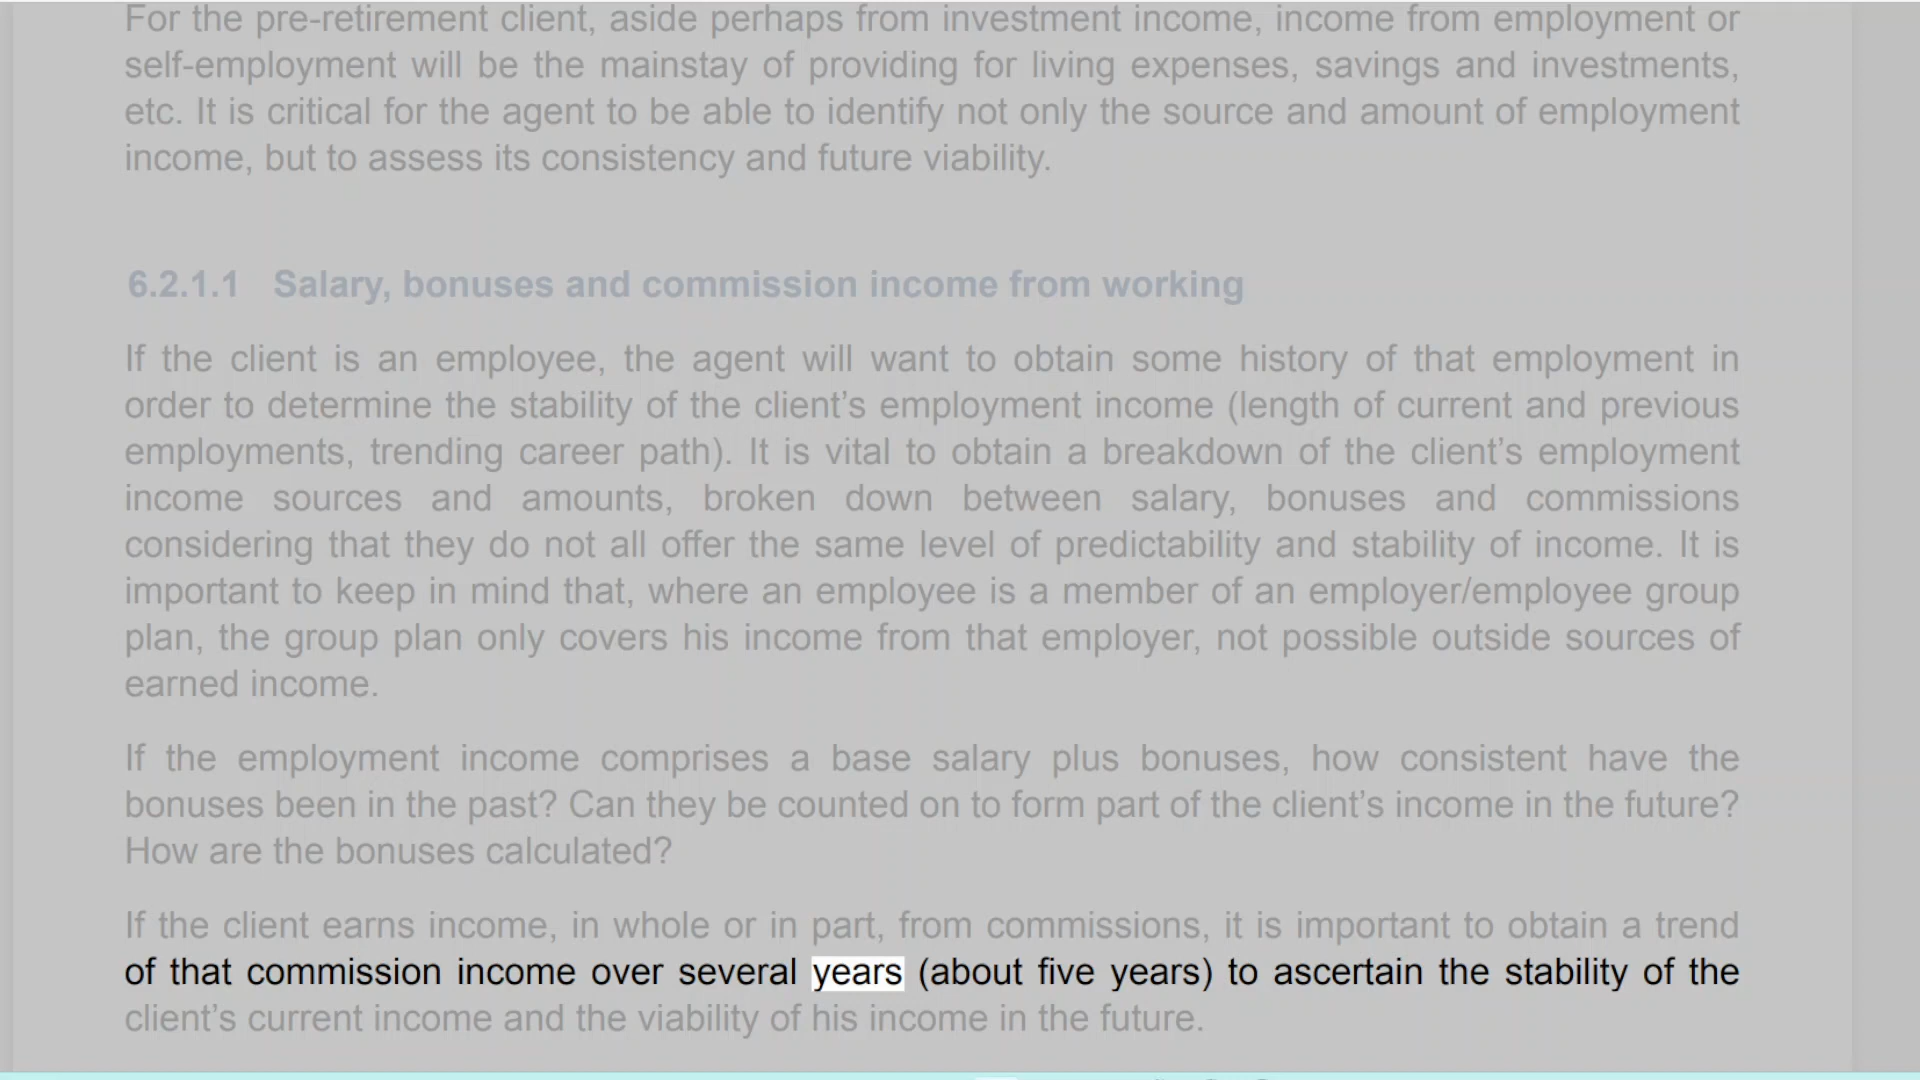 For the pre-retirement client, aside perhaps from investment income, income from employment or
self-employment will be the mainstay of providing for living expenses, savings and investments,
etc. It is critical for the agent to be able to identify not only the source and amount of employment
income, but to assess its consistency and future viability.
6.2.1.1 Salary, bonuses and commission income from working
If the client is an employee, the agent will want to obtain some history of that employment in
order to determine the stability of the client’s employment income (length of current and previous
employments, trending career path). It is vital to obtain a breakdown of the client’s employment
income sources and amounts, broken down between salary, bonuses and commissions
considering that they do not all offer the same level of predictability and stability of income. It is
important to keep in mind that, where an employee is a member of an employer/employee group
plan, the group plan only covers his income from that employer, not possible outside sources of
earned income.
If the employment income comprises a base salary plus bonuses, how consistent have the
bonuses been in the past? Can they be counted on to form part of the client’s income in the future?
How are the bonuses calculated?
If the client earns income, in whole or in part, from commissions, it is important to obtain a trend
of that commission income over several years (about five years) to ascertain the stability of the
client’s current income and the viability of his income in the future.